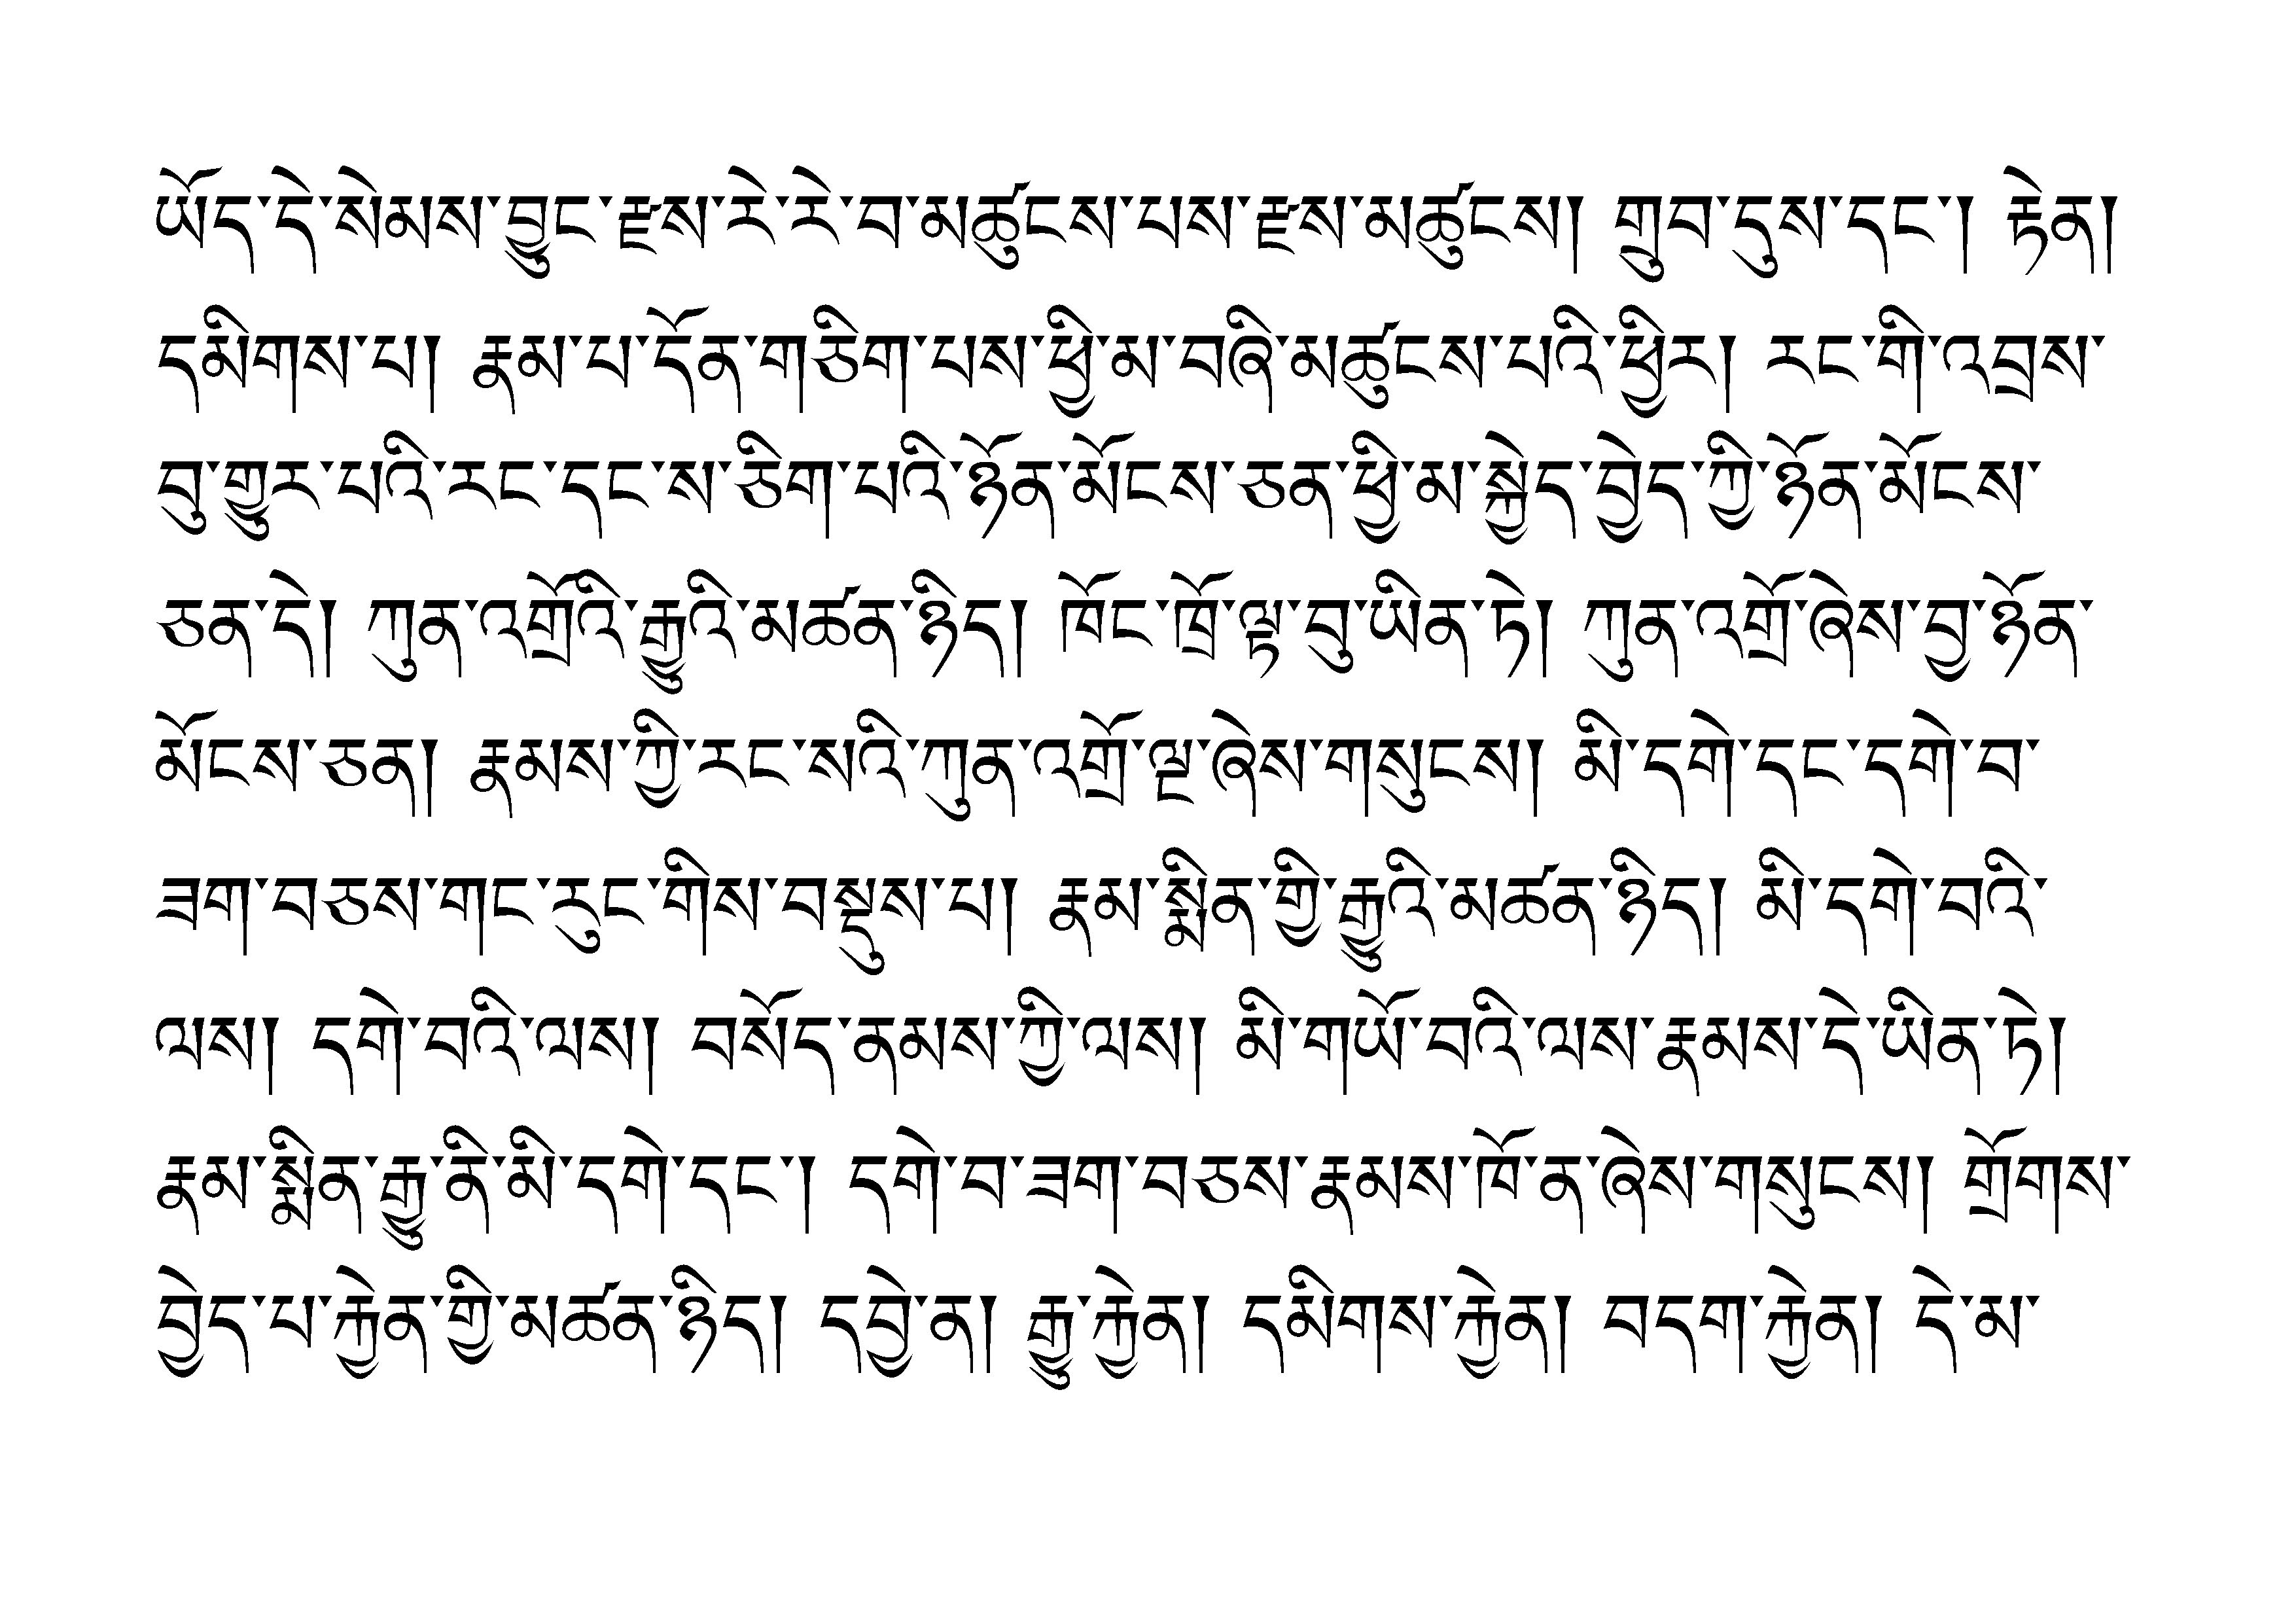 ཡོད་དེ་སེམས་བྱུང་རྫས་རེ་རེ་བ་མཚུངས་པས་རྫས་མཚུངས། གྲུབ་དུས་དང་། རྟེན།
དམིགས་པ། རྣམ་པ་དོན་གཅིག་པས་ཕྱི་མ་བཞི་མཚུངས་པའི་ཕྱིར། རང་གི་འབྲས་
བུ་གྱུར་པའི་རང་དང་ས་ཅིག་པའི་ཉོན་མོངས་ཅན་ཕྱི་མ་སྐྱེད་བྱེད་ཀྱི་ཉོན་མོངས་
ཅན་དེ། ཀུན་འགྲོའི་རྒྱུའི་མཚན་ཉིད། ཁོང་ཁྲོ་ལྟ་བུ་ཡིན་ཏེ། ཀུན་འགྲོ་ཞེས་བྱ་ཉོན་
མོངས་ཅན། རྣམས་ཀྱི་རང་སའི་ཀུན་འགྲོ་ལྔ་ཞེས་གསུངས། མི་དགེ་དང་དགེ་བ་
ཟག་བཅས་གང་རུང་གིས་བསྡུས་པ། རྣམ་སྨིན་གྱི་རྒྱུའི་མཚན་ཉིད། མི་དགེ་བའི་
ལས། དགེ་བའི་ལས། བསོད་ནམས་ཀྱི་ལས། མི་གཡོ་བའི་ལས་རྣམས་དེ་ཡིན་ཏེ།
རྣམ་སྨིན་རྒྱུ་ནི་མི་དགེ་དང་། དགེ་བ་ཟག་བཅས་རྣམས་ཁོ་ན་ཞེས་གསུངས། གྲོགས་
བྱེད་པ་རྐྱེན་གྱི་མཚན་ཉིད། དབྱེ་ན། རྒྱུ་རྐྱེན། དམིགས་རྐྱེན། བདག་རྐྱེན། དེ་མ་